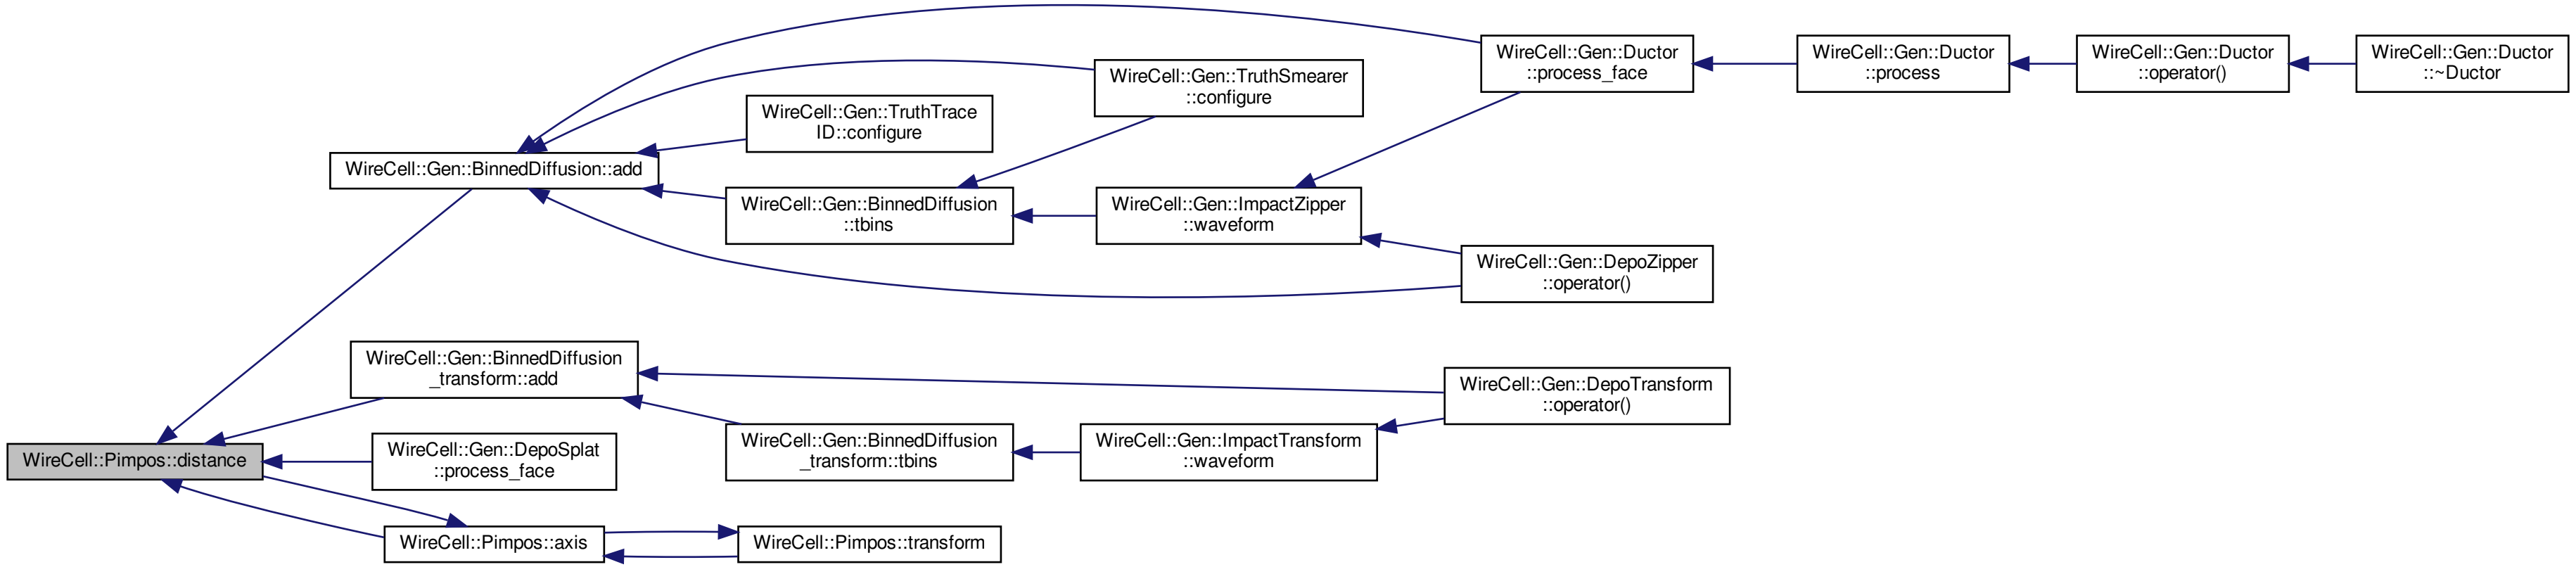 WireCell::Gen::Ductor
::process_face
WireCell::Gen::Ductor
::process
WireCell::Gen::Ductor
::operator()
WireCell::Gen::Ductor
::~Ductor
WireCell::Gen::TruthSmearer
::configure
WireCell::Gen::TruthTrace
ID::configure
WireCell::Gen::BinnedDiffusion::add
WireCell::Gen::BinnedDiffusion
::tbins
WireCell::Gen::ImpactZipper
::waveform
WireCell::Gen::DepoZipper
::operator()
WireCell::Gen::BinnedDiffusion
_transform::add
WireCell::Gen::DepoTransform
::operator()
WireCell::Pimpos::distance
WireCell::Gen::DepoSplat
::process_face
WireCell::Gen::BinnedDiffusion
_transform::tbins
WireCell::Gen::ImpactTransform
::waveform
WireCell::Pimpos::axis
WireCell::Pimpos::transform